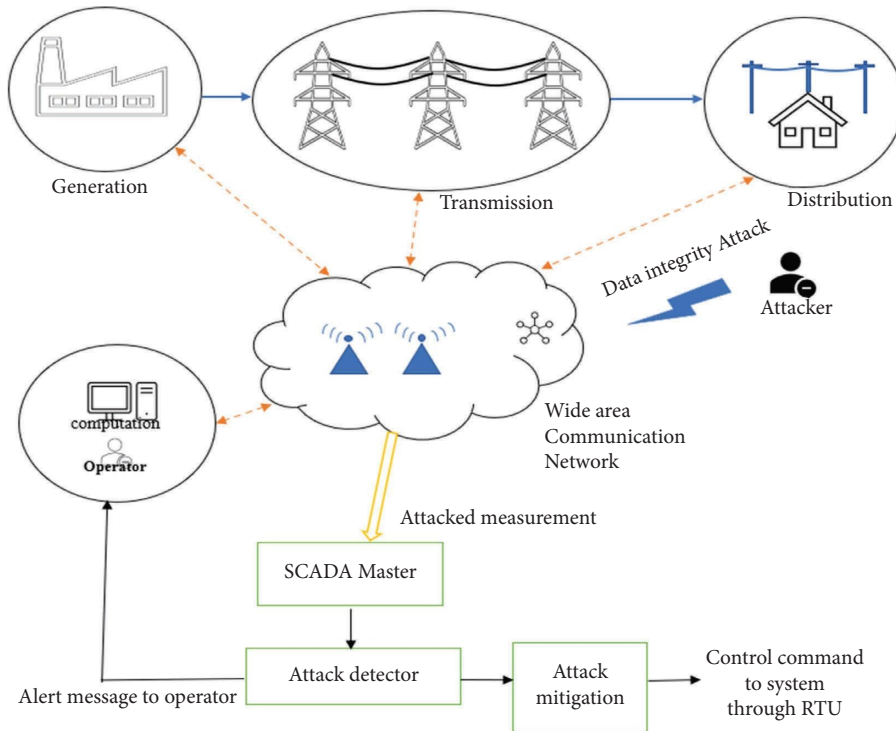 Generation
Transmission
Distribution
Data integrity Attack
Attacker
computation
Operator
Wide area
Communication
Network
Attacked measurement
SCADA Master
Attack detector
Alert message to operator
Attack
mitigation
Control command
to system
through RTU